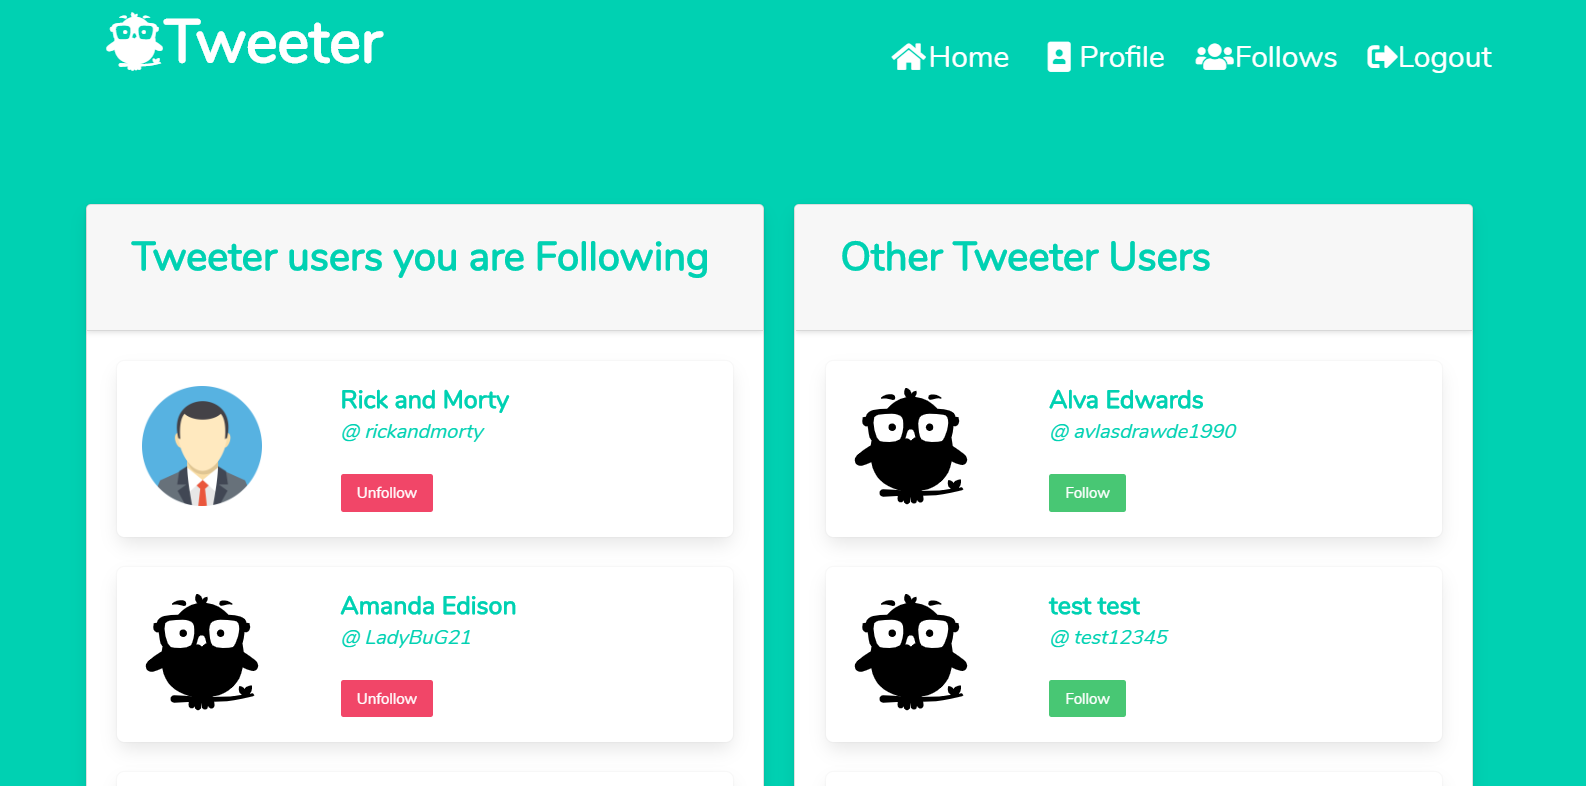 Tweeter
Home Profile Follows Logout
Tweeter users you are Following
Rick and Morty
@ rickandmorty
Unfollow
Amanda Edison
@ LadyBuG21
Unfollow
Other Tweeter Users
Alva Edwards
@ avlasdrawde1990
Follow
test test
@ test12345
Follow